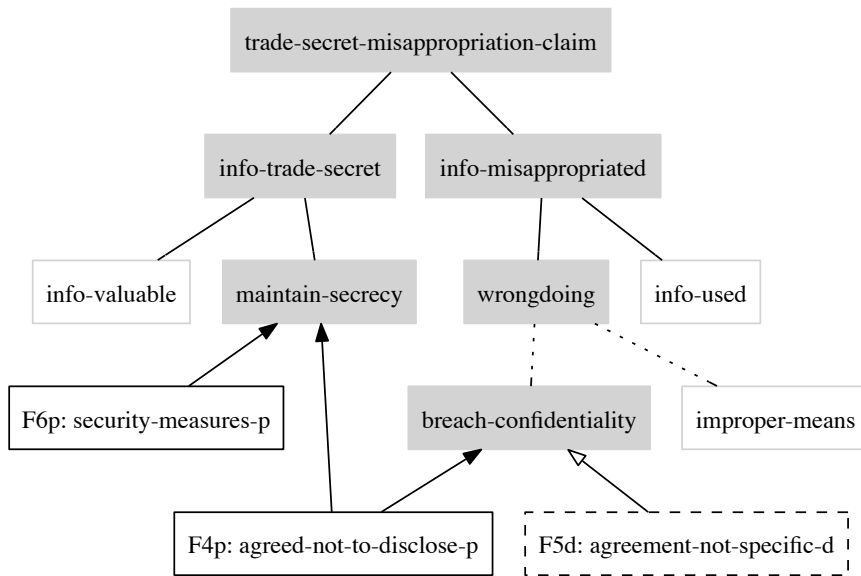 trade-secret-misappropriation-claim
info-trade-secret
info-misappropriated
info-valuable
maintain-secrecy
wrongdoing
info-used
F6p: security-measures-p
breach-confidentiality
improper-means
F4p: agreed-not-to-disclose-p
F5d: agreement-not-specific-d